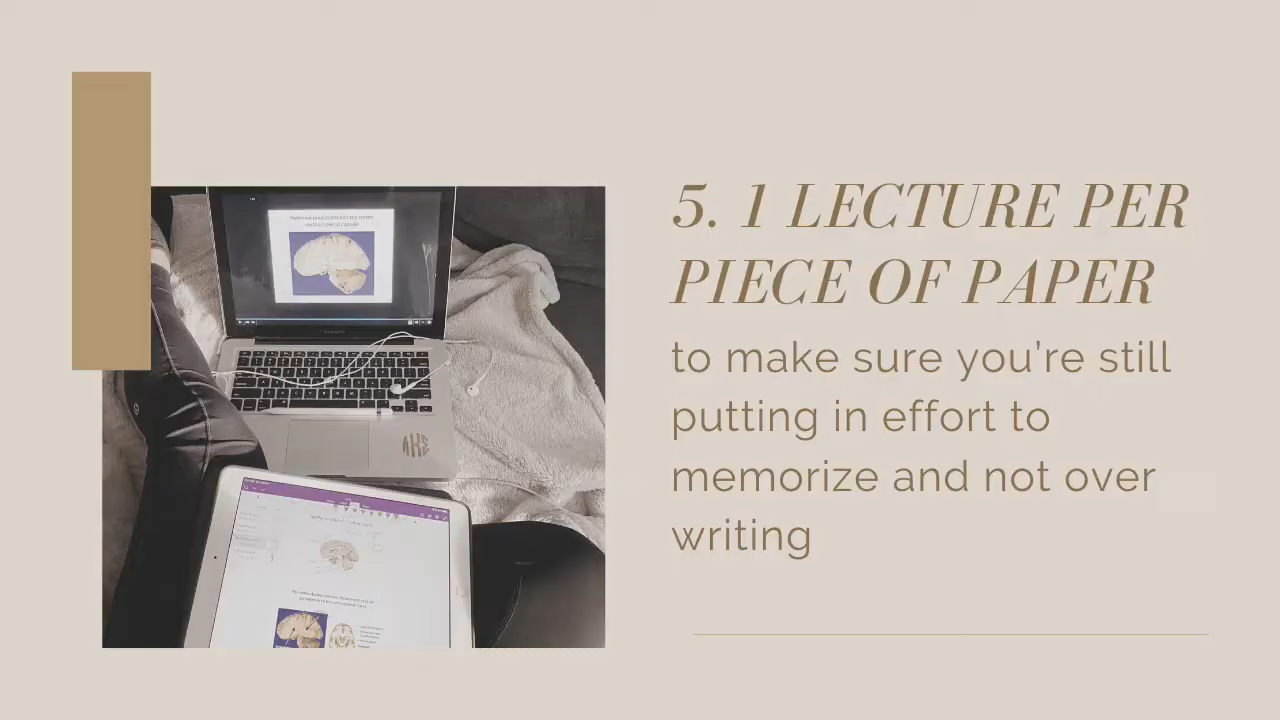 5. 1 LECTURE PER
PIECE OF PAPER
to make sure you're still
putting in effort to
memorize and not over
writing